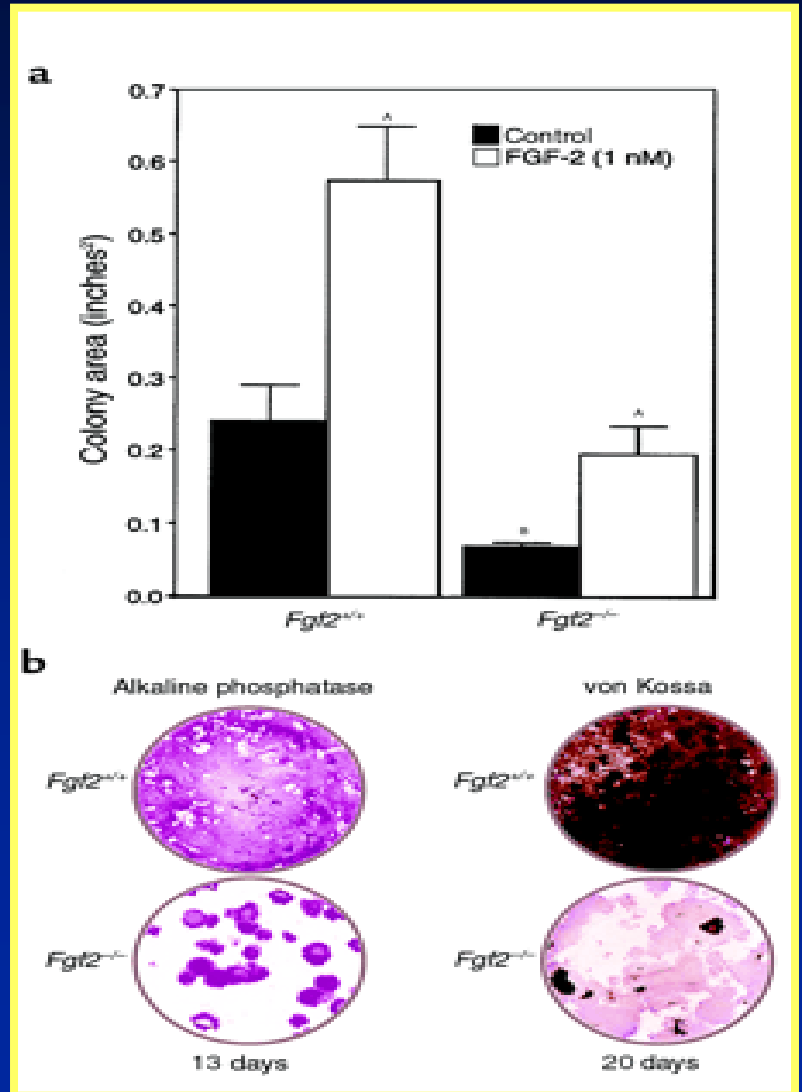 a
0.7
0.6
0.5
0.4
0.3
0.2
0.1
0.0
Colony area (inches²)
Control
FGF-2 (1 nM)
Fgf2+/+
Fgf2−/−
b
Alkaline phosphatase
von Kossa
Fgf2+/+
Fgf2+/+
Fgf2−/−
Fgf2−/−
13 days
20 days